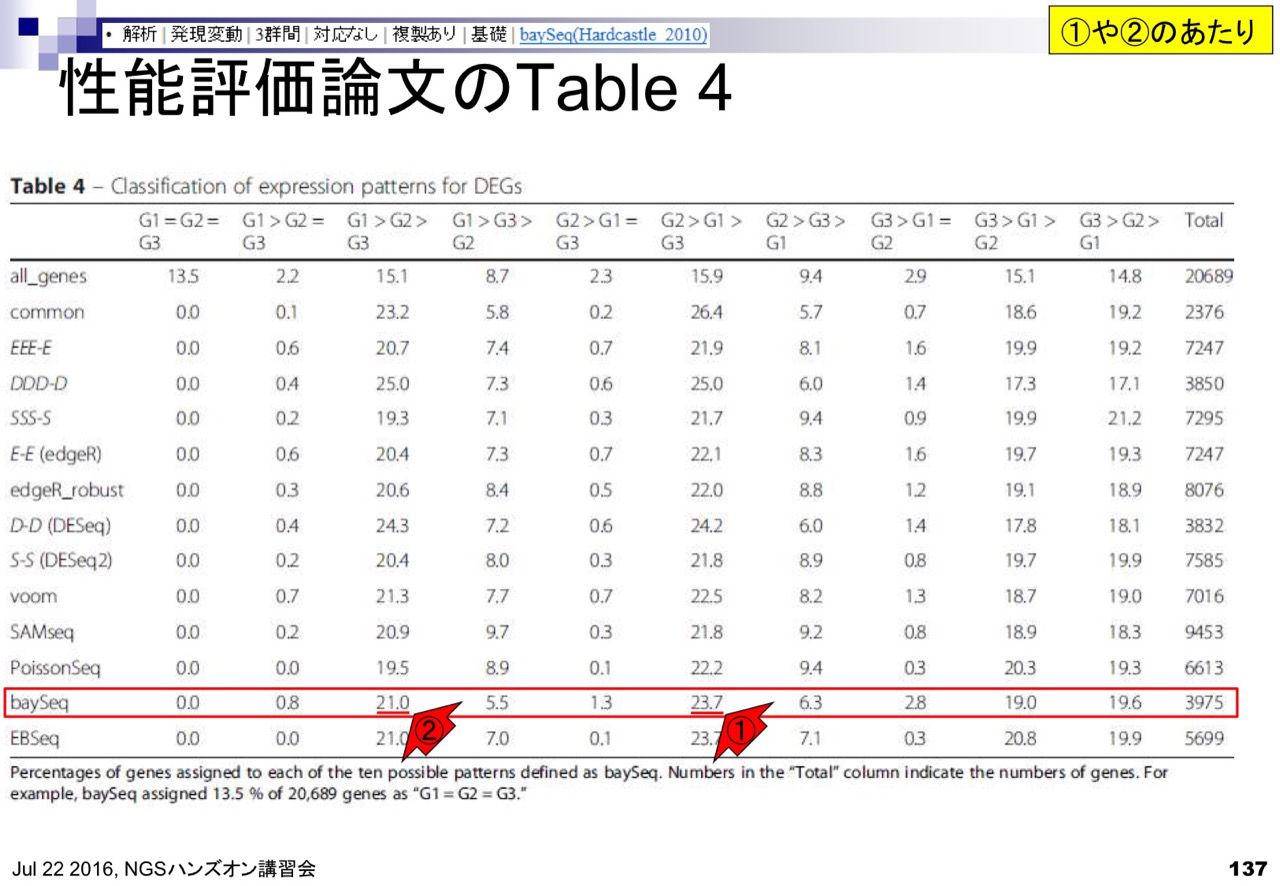 • 解析 | 発現変動 | 3群間 | 対応なし | 複製あり | 基礎 | baySeq(Hardcastle_2010)
①や②のあたり
性能評価論文のTable 4
Table 4 – Classification of expression patterns for DEGs
G1 = G2 = G3 G1 > G2 = G3 G1 > G2 > G3 G1 > G3 > G2 G2 > G1 = G3 G2 > G1 > G3 G2 > G3 > G1 G3 > G1 = G2 G3 > G1 > G2 G3 > G2 > G1 Total
all_genes 13.5 2.2 15.1 8.7 2.3 15.9 9.4 2.9 15.1 14.8 20689
common 0.0 0.1 23.2 5.8 0.2 26.4 5.7 0.7 18.6 19.2 2376
EEE-E 0.0 0.6 20.7 7.4 0.7 21.9 8.1 1.6 19.9 19.2 7247
DDD-D 0.0 0.4 25.0 7.3 0.6 25.0 6.0 1.4 17.3 17.1 3850
SSS-S 0.0 0.2 19.3 7.1 0.3 21.7 9.4 0.9 19.9 21.2 7295
E-E (edgeR) 0.0 0.6 20.4 7.3 0.7 22.1 8.3 1.6 19.7 19.3 7247
edgeR_robust 0.0 0.3 20.6 8.4 0.5 22.0 8.8 1.2 19.1 18.9 8076
D-D (DESeq) 0.0 0.4 24.3 7.2 0.6 24.2 6.0 1.4 17.8 18.1 3832
S-S (DESeq2) 0.0 0.2 20.4 8.0 0.3 21.8 8.9 0.8 19.7 19.9 7585
voom 0.0 0.7 21.3 7.7 0.7 22.5 8.2 1.3 18.7 19.0 7016
SAMseq 0.0 0.2 20.9 9.7 0.3 21.8 9.2 0.8 18.9 18.3 9453
PoissonSeq 0.0 0.0 19.5 8.9 0.1 22.2 9.4 0.3 20.3 19.3 6613
baySeq 0.0 0.8 21.0 5.5 1.3 23.7 6.3 2.8 19.0 19.6 3975
② ①
EBSeq 0.0 0.0 21.0 7.0 0.1 23. 7.1 0.3 20.8 19.9 5699
Percentages of genes assigned to each of the ten possible patterns defined as baySeq. Numbers in the “Total” column indicate the numbers of genes. For
example, baySeq assigned 13.5 % of 20,689 genes as “G1 = G2 = G3.”
Jul 22 2016, NGSハンズオン講習会
137